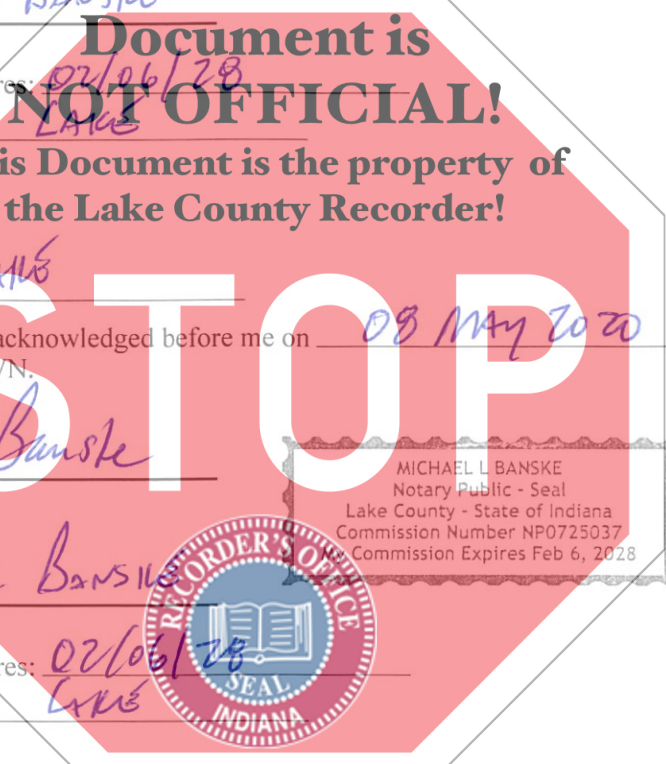 BANSKE
Document is
res: 02/06/28
NOT OFFICIAL!
LAKE
is Document is the property of
the Lake County Recorder!
acknowledged before me on 08 MAY 2020
STOP
Banske
MICHAEL L BANSKE
Notary Public - Seal
Lake County - State of Indiana
Commission Number NP0725037
My Commission Expires Feb 6, 2028
BANSKE
RECORDER'S OFFICE
SEAL
INDIANA
res: 02/06/28
LAKE